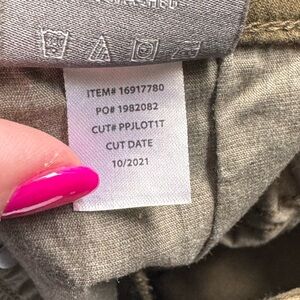 ITEM# 16917780
PO# 1982082
CUT# PPJLOT1T
CUT DATE
10/2021